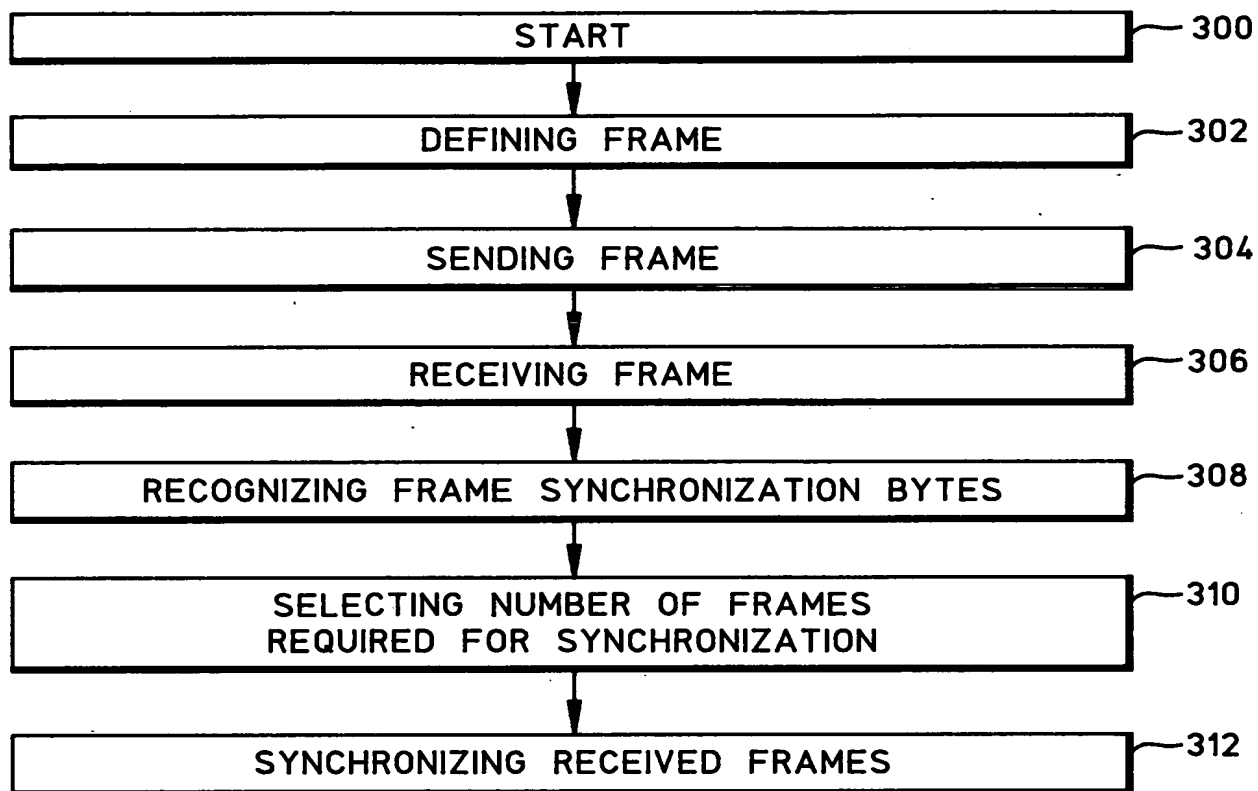 START 300
DEFINING FRAME 302
SENDING FRAME 304
RECEIVING FRAME 306
RECOGNIZING FRAME SYNCHRONIZATION BYTES 308
SELECTING NUMBER OF FRAMES 310
REQUIRED FOR SYNCHRONIZATION
SYNCHRONIZING RECEIVED FRAMES 312